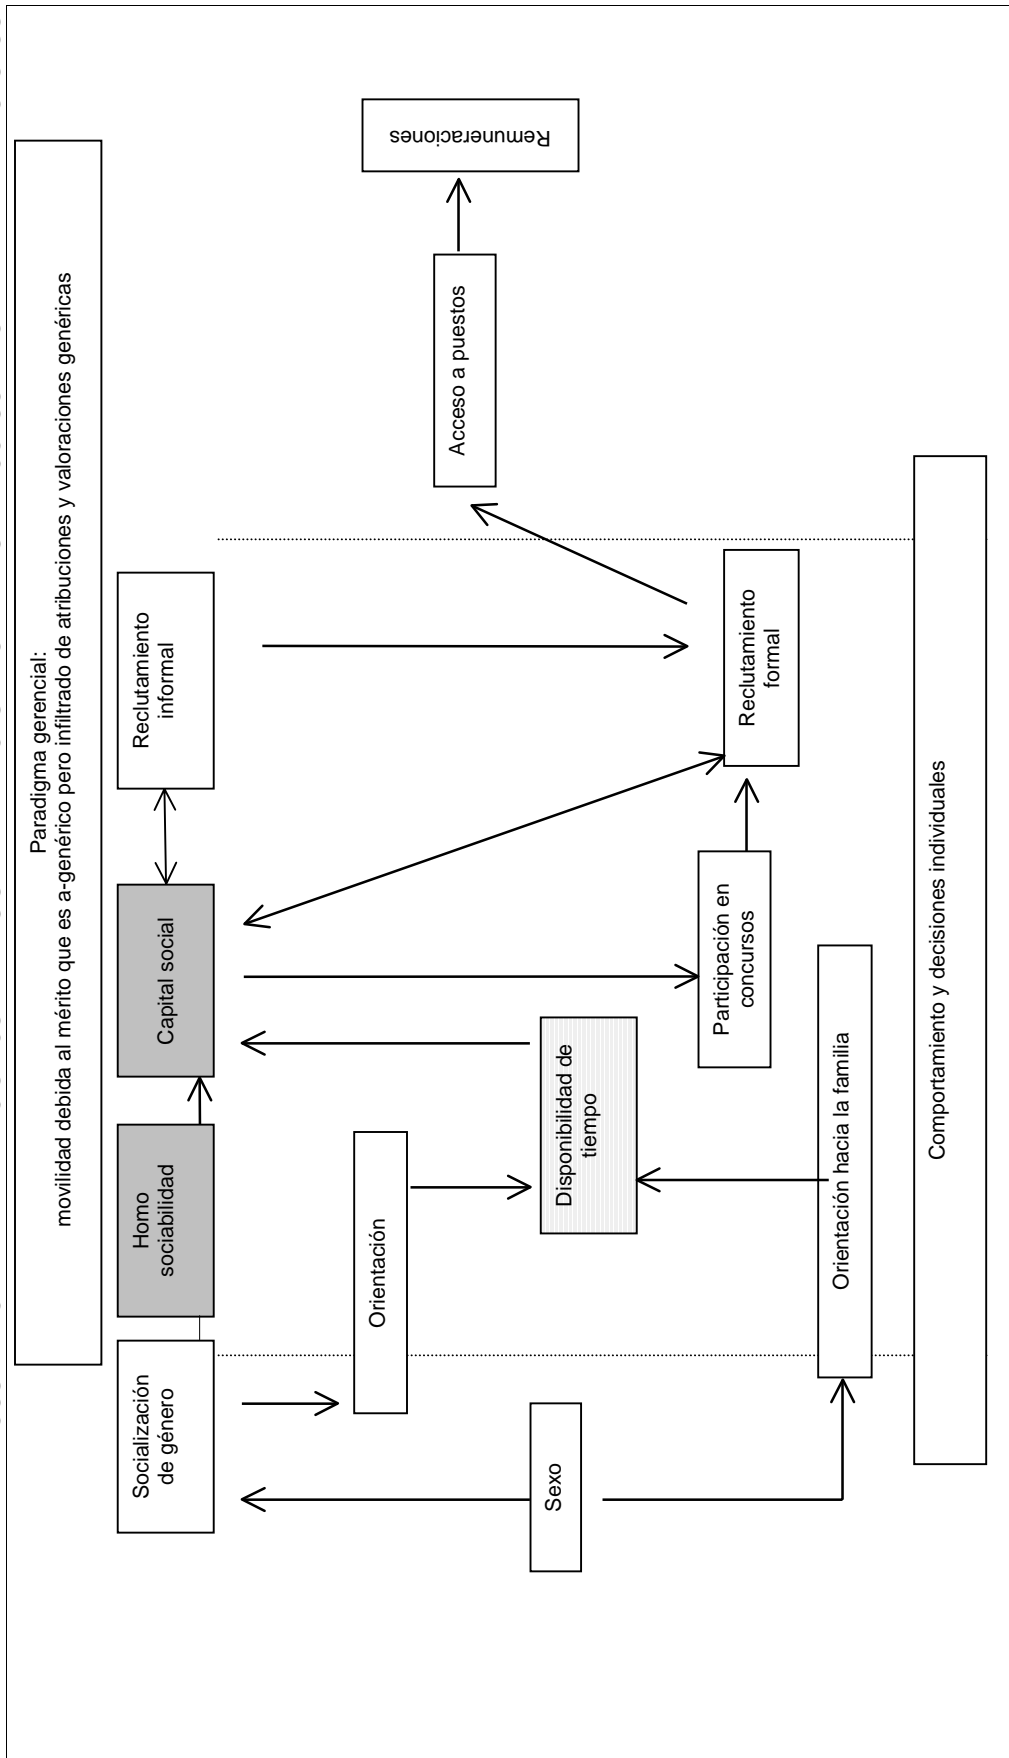 Paradigma gerencial:
movilidad debida al mérito que es a-genérico pero infiltrado de atribuciones y valoraciones genéricas
Socialización
de género
Homo
sociabilidad
Capital social
Reclutamiento
informal
Orientación
Sexo
Disponibilidad de
tiempo
Acceso a puestos
Remuneraciones
Participación en
concursos
Reclutamiento
formal
Orientación hacia la familia
Comportamiento y decisiones individuales